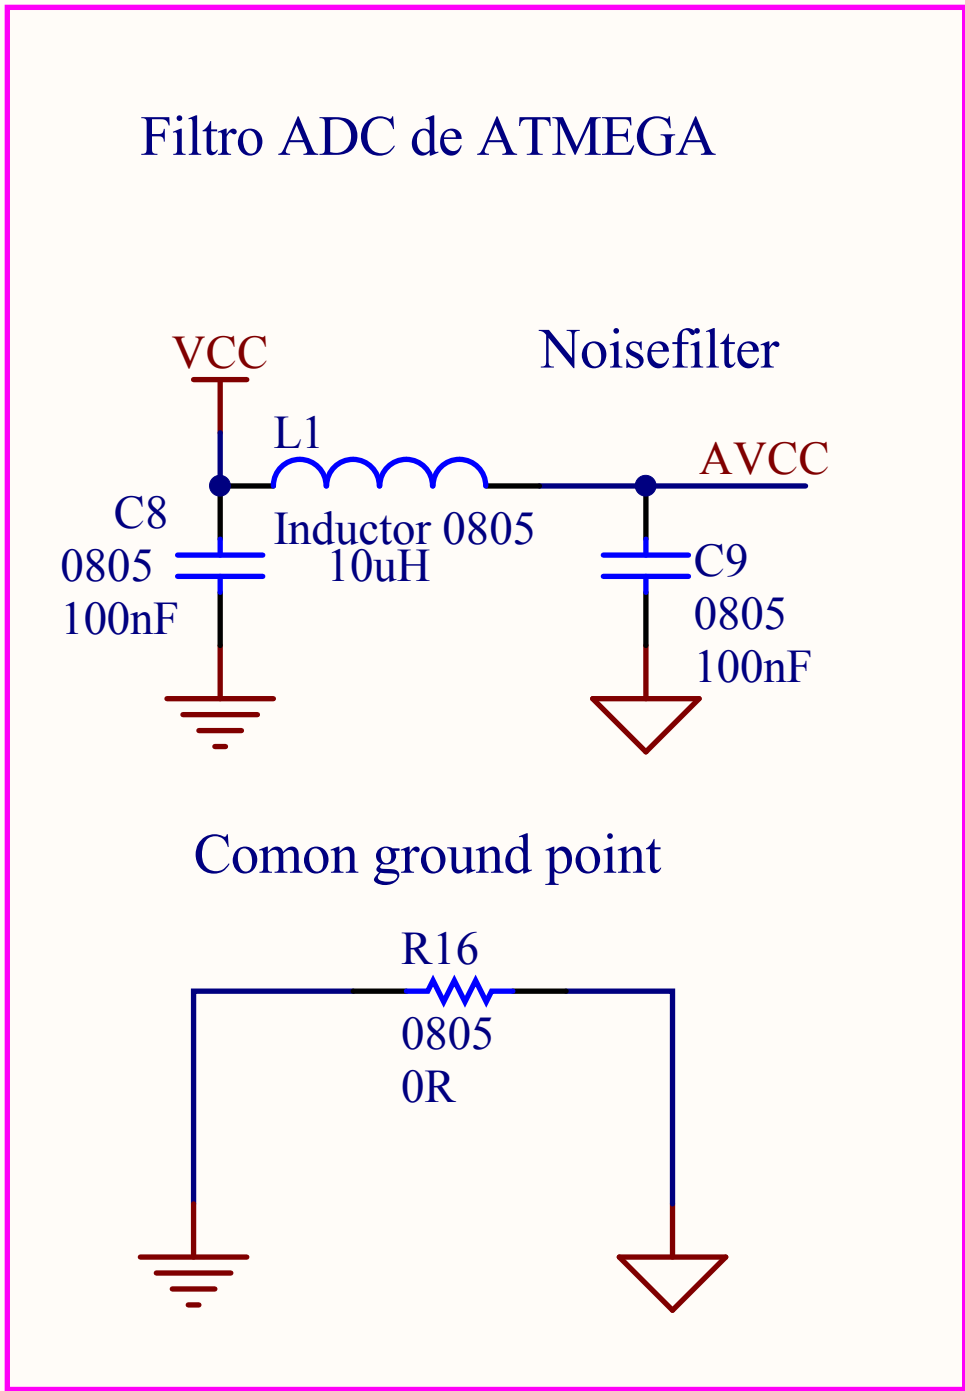 Filtro ADC de ATMEGA
VCC
Noisefilter
L1
AVCC
C8
0805
100nF
Inductor 0805
10uH
C9
0805
100nF
Comon ground point
R16
0805
0R